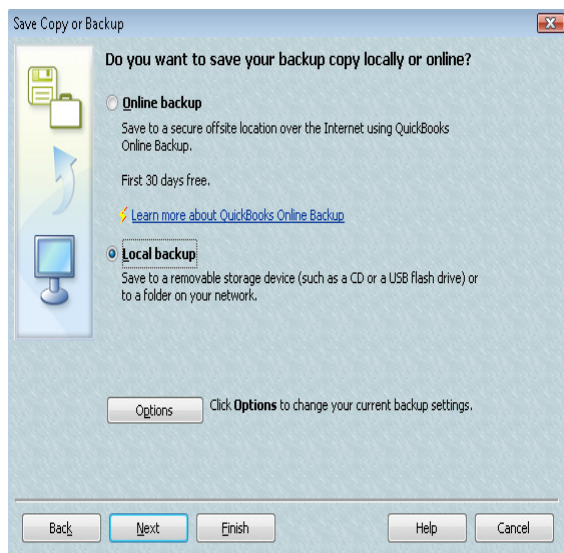 Save Copy or Backup
Do you want to save your backup copy locally or online?
Online backup
Save to a secure offsite location over the Internet using QuickBooks
Online Backup.
First 30 days free.
Learn more about QuickBooks Online Backup
Local backup
Save to a removable storage device (such as a CD or a USB flash drive) or
to a folder on your network.
Options Click Options to change your current backup settings.
Back Next Finish Help Cancel